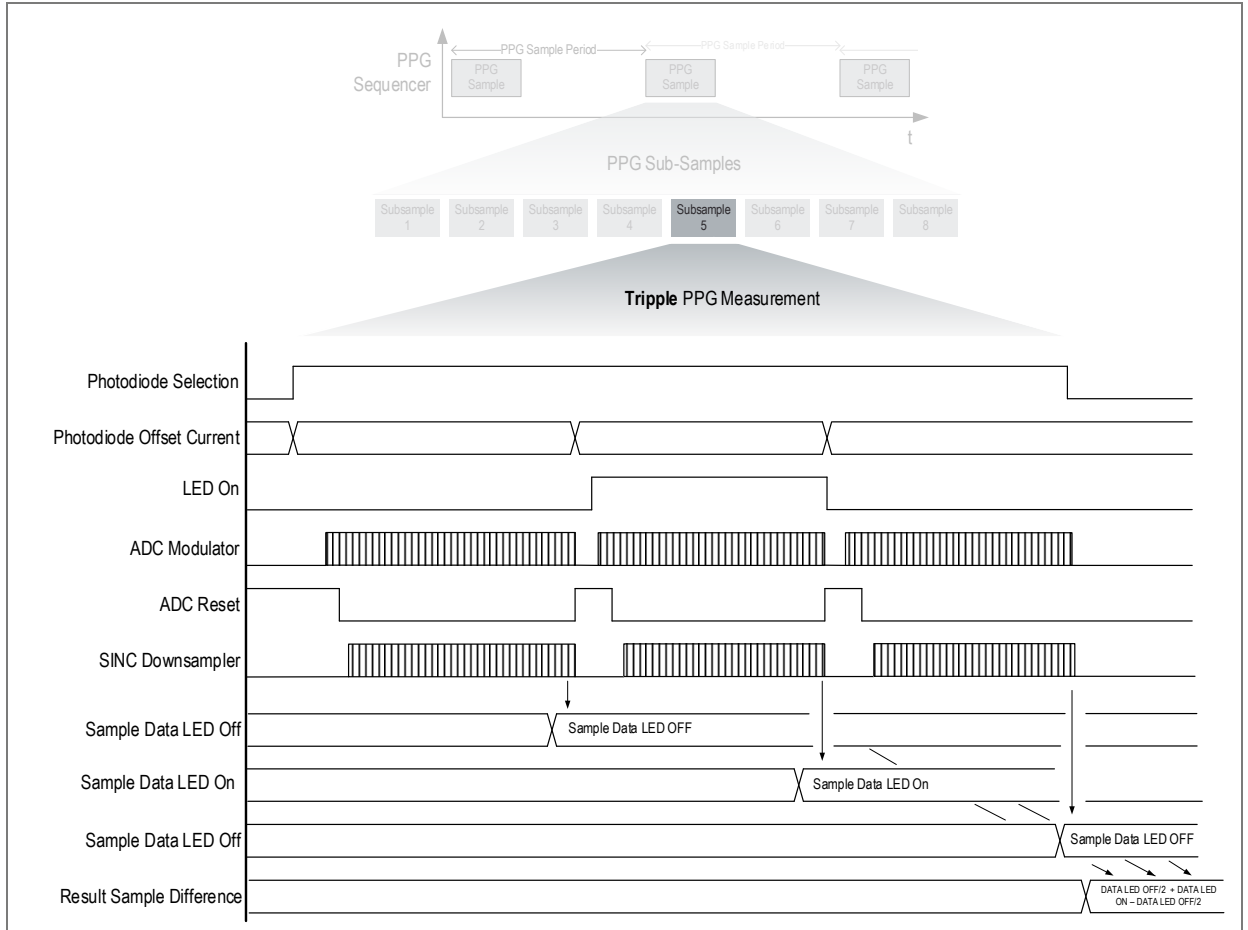 PPG Sample Period
PPG Sample Period
PPG
Sequencer
PPG
Sample
PPG
Sample
PPG
Sample
t
PPG Sub-Samples
Subsample
1
Subsample
2
Subsample
3
Subsample
4
Subsample
5
Subsample
6
Subsample
7
Subsample
8
Tripple PPG Measurement
Photodiode Selection
Photodiode Offset Current
LED On
ADC Modulator
ADC Reset
SINC Downsampler
Sample Data LED Off
Sample Data LED OFF
Sample Data LED On
Sample Data LED On
Sample Data LED Off
Sample Data LED OFF
Result Sample Difference
DATA LED OFF/2 + DATA LED
ON – DATA LED OFF/2